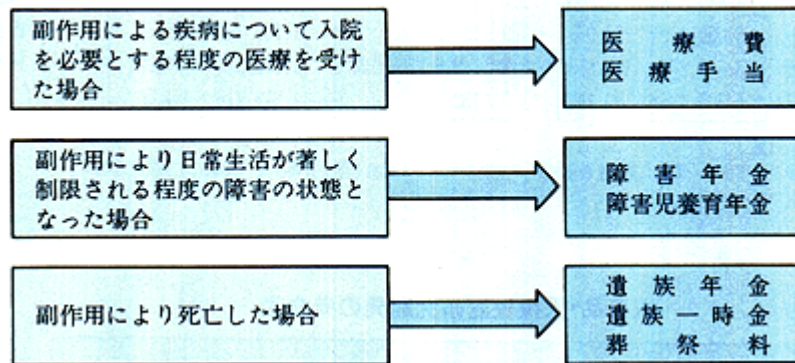 副作用による疾病について入院
を必要とする程度の医療を受け
た場合
医療費
医療手当
副作用により日常生活が著しく
制限される程度の障害の状態と
なった場合
障害年金
障害児養育年金
副作用により死亡した場合
遺族年金
遺族一時金
葬祭料